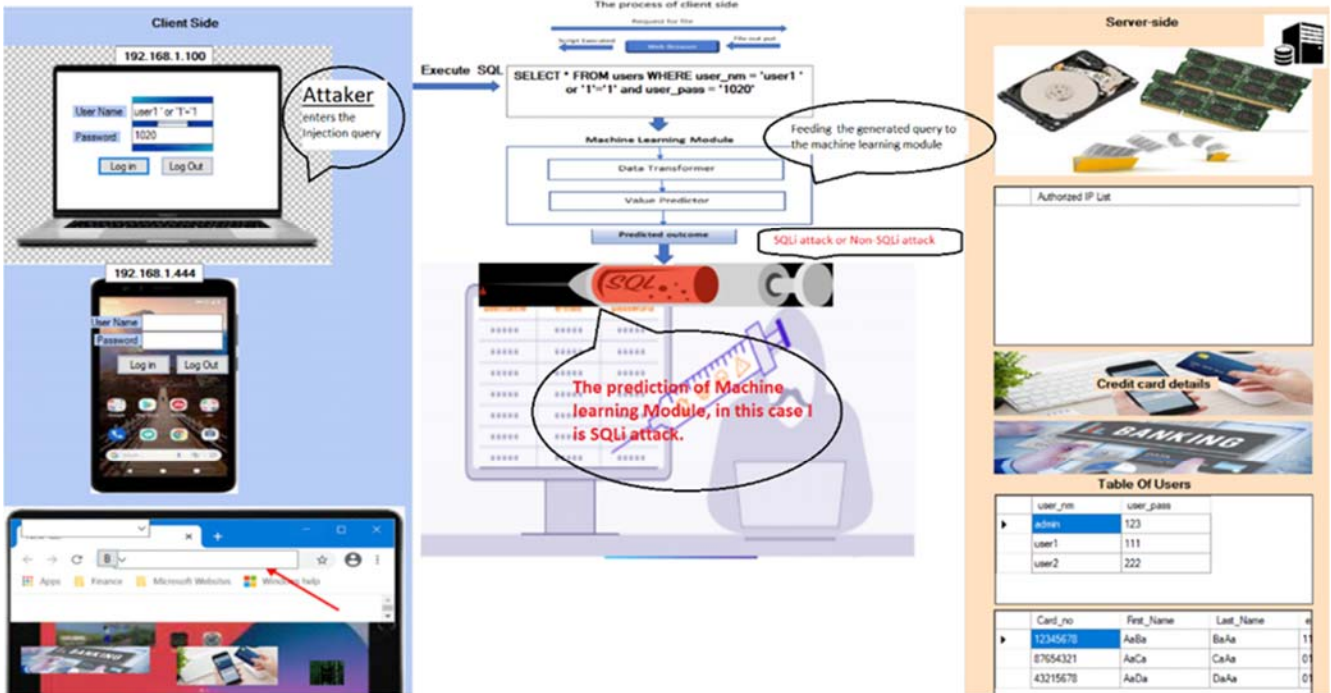 Client Side
192.168.1.100
User Name
user1 ' or '1'='1
Password
1020
Log in
Log Out
Attaker
enters the
Injection query
192.168.1.444
User Name
Password
Log in
Log Out
B
Apps
Finance
Microsoft Websites
Windows help
BANKING
The process of client side
Request for file
Script Executed
Web Browser
File out put
Execute SQL
SELECT * FROM users WHERE user_nm = 'user1 '
or '1'='1' and user_pass = '1020'
Machine Learning Module
Data Transformer
Value Predictor
Predicted outcome
Feeding the generated query to
the machine learning module
SQLi attack or Non-SQLi attack
SQL
The prediction of Machine
learning Module, in this case I
is SQLi attack.
Server-side
Authorized IP List
Credit card details
BANKING
Table Of Users
user_nm user_pass
admin 123
user1 111
user2 222
Card_no First_Name Last_Name e
12345678 AaBa BaAa 11
87654321 AaCa CaAa 01
43215678 AaDa DaAa 01